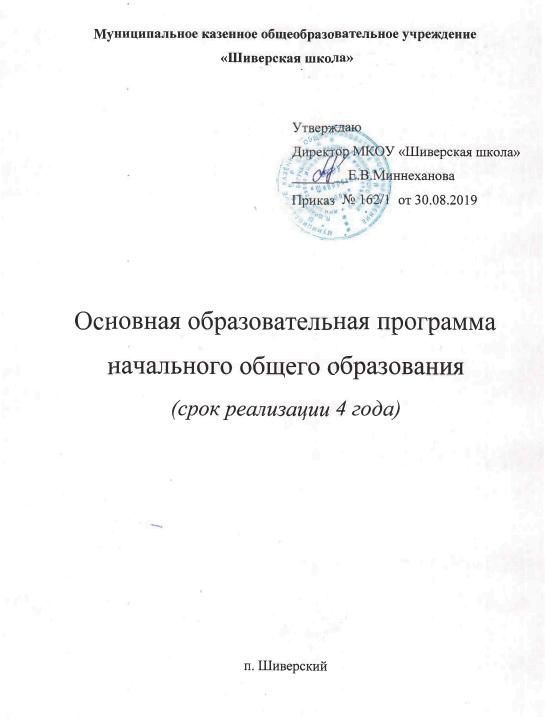 Муниципальное казенное общеобразовательное учреждение
«Шиверская школа»
Утверждаю
Директор МКОУ «Шиверская школа»
Е.В.Миннеханова
Приказ № 162/1 от 30.08.2019
Основная образовательная программа
начального общего образования
(срок реализации 4 года)
п. Шиверский